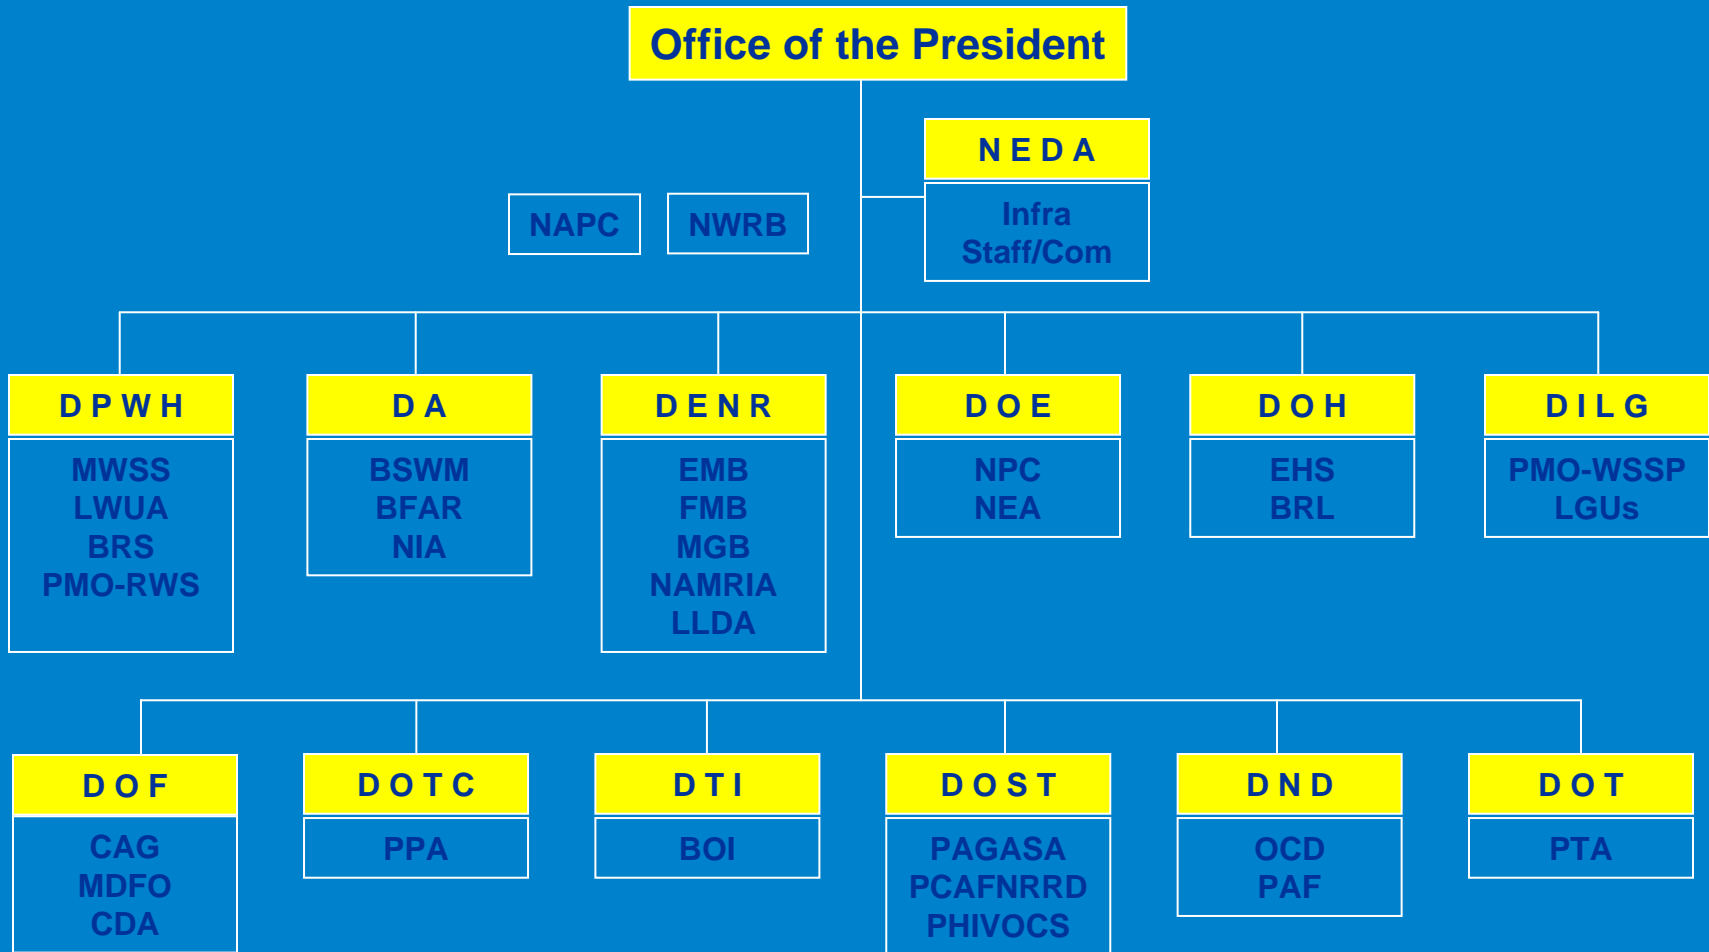 Office of the President
N E D A
Infra
Staff/Com
NAPC
NWRB
D P W H
MWSS
LWUA
BRS
PMO-RWS
D A
BSWM
BFAR
NIA
D E N R
EMB
FMB
MGB
NAMRIA
LLDA
D O E
NPC
NEA
D O H
EHS
BRL
D I L G
PMO-WSSP
LGUs
D O F
CAG
MDFO
CDA
D O T C
PPA
D T I
BOI
D O S T
PAGASA
PCAFNRRD
PHIVOCS
D N D
OCD
PAF
D O T
PTA